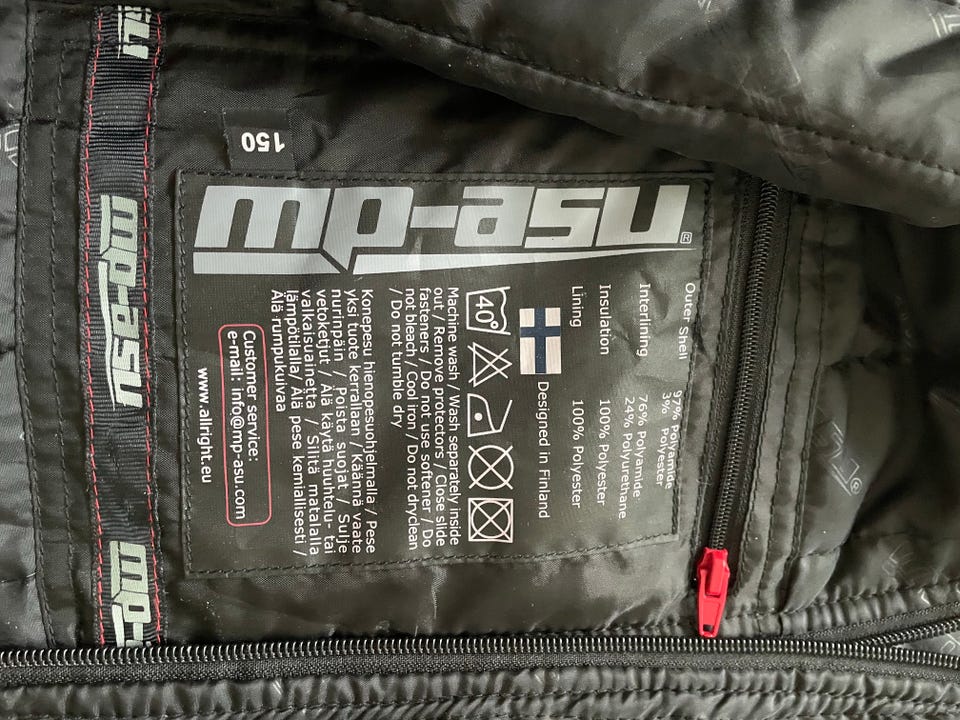 150
mp-asu®
Outer Shell 97% Polyamide
3% Polyester
Interlining 76% Polyamide
24% Polyurethane
Insulation 100% Polyester
Lining 100% Polyester
Designed in Finland
40°
Machine wash / Wash separately inside
out / Remove protectors / Close slide
fasteners / Do not use softener / Do
not bleach / Cool iron / Do not dryclean
/ Do not tumble dry
Konepesu hienopesuohjelmalla / Pese
yksi tuote kerrallaan / Käännä vaate
nurinpäin / Poista suojat / Sulje
vetoketjut / Älä käytä huuhtelu- tai
valkaisuainetta / Silitä matalalla
lämpötilalla/ Älä pese kemiallisesti /
Älä rumpukuivaa
Customer service:
e-mail: info@mp-asu.com
www.allright.eu
mp-asu